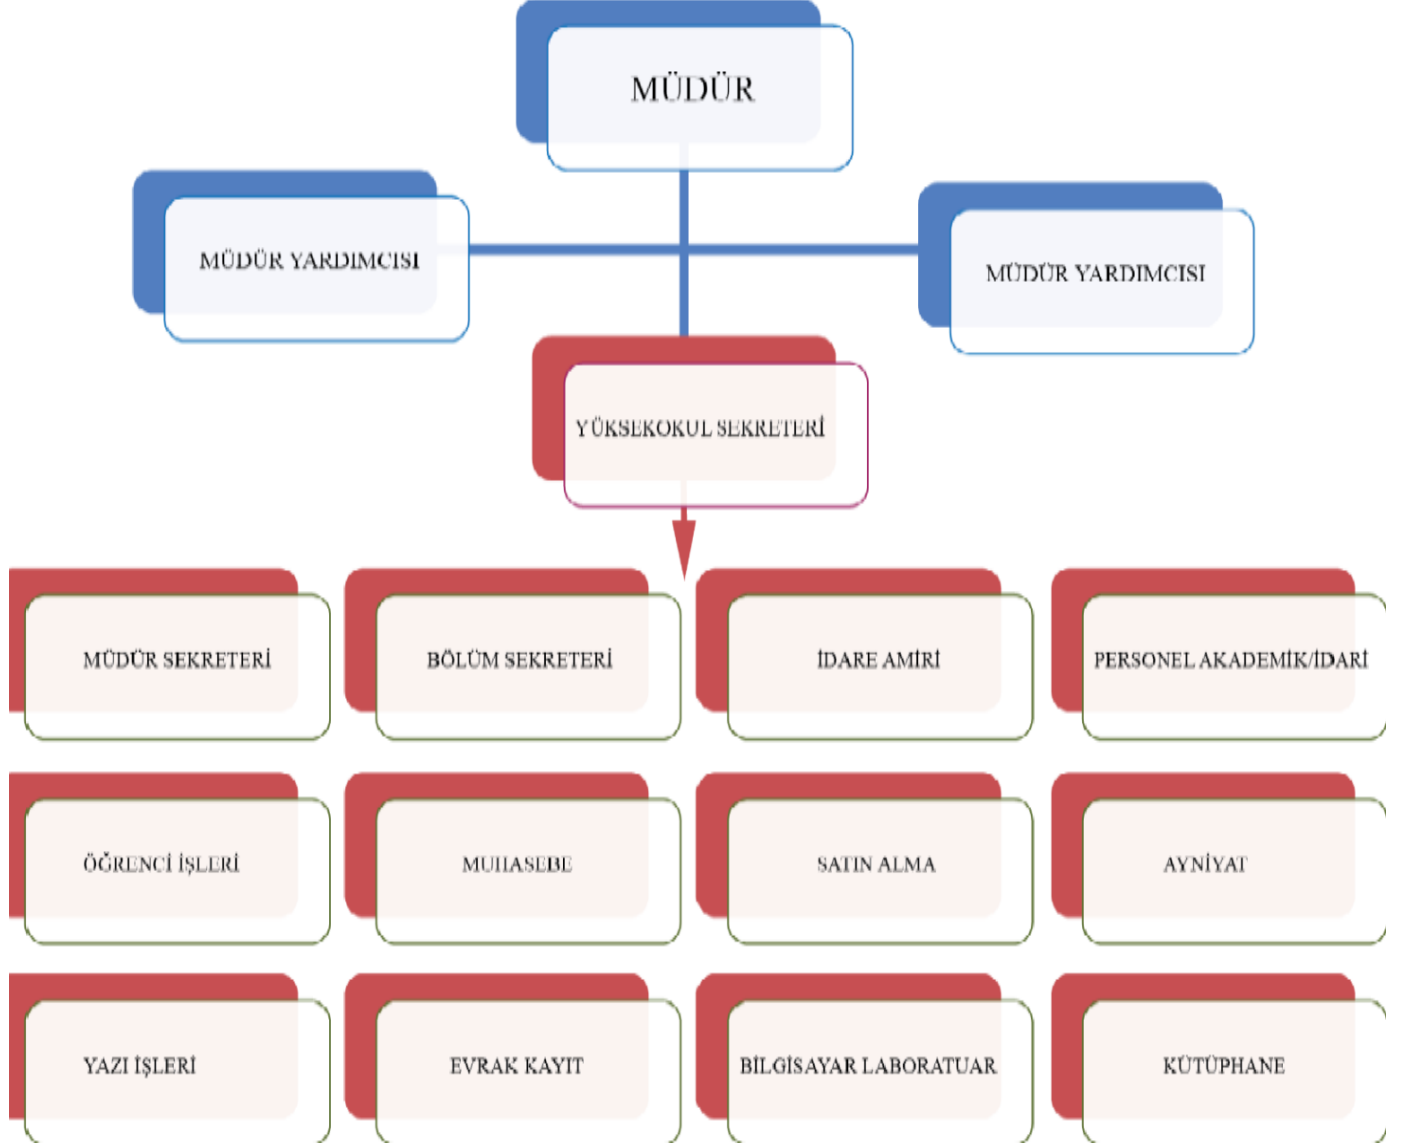 MÜDÜR
MÜDÜR YARDIMCISI
MÜDÜR YARDIMCISI
YÜKSEKOKUL SEKRETERİ
MÜDÜR SEKRETERİ
BÖLÜM SEKRETERİ
İDARE AMİRİ
PERSONEL AKADEMİK/İDARİ
ÖĞRENCİ İŞLERİ
MUHASEBE
SATIN ALMA
AYNİYAT
YAZI İŞLERİ
EVRAK KAYIT
BİLGİSAYAR LABORATUAR
KÜTÜPHANE